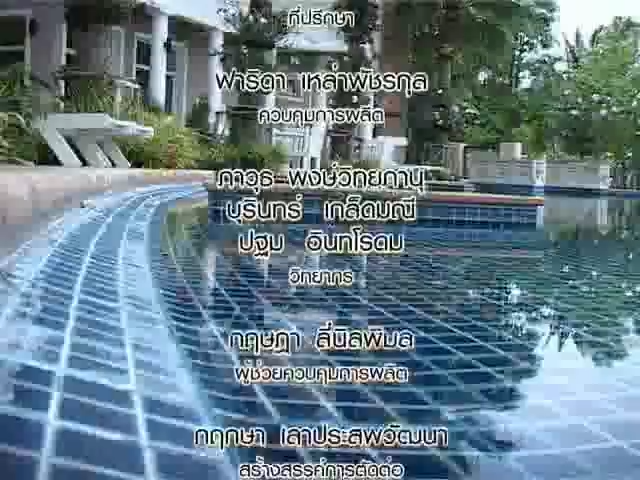 ที่ปรึกษา
ฟาริดา เหล่าพัชรกุล
ควบคุมการผลิต
ภาวุธ พงษ์วิทยภานุ
นุรินทร์ เกล็ดมณี
ปฐม อินทโรดม
วิทยากร
กฤษฎา ลี่นิลพิมล
ผู้ช่วยควบคุมการผลิต
กฤกษา เลาประสพวัฒนา
สร้างสรรค์การตัดต่อ